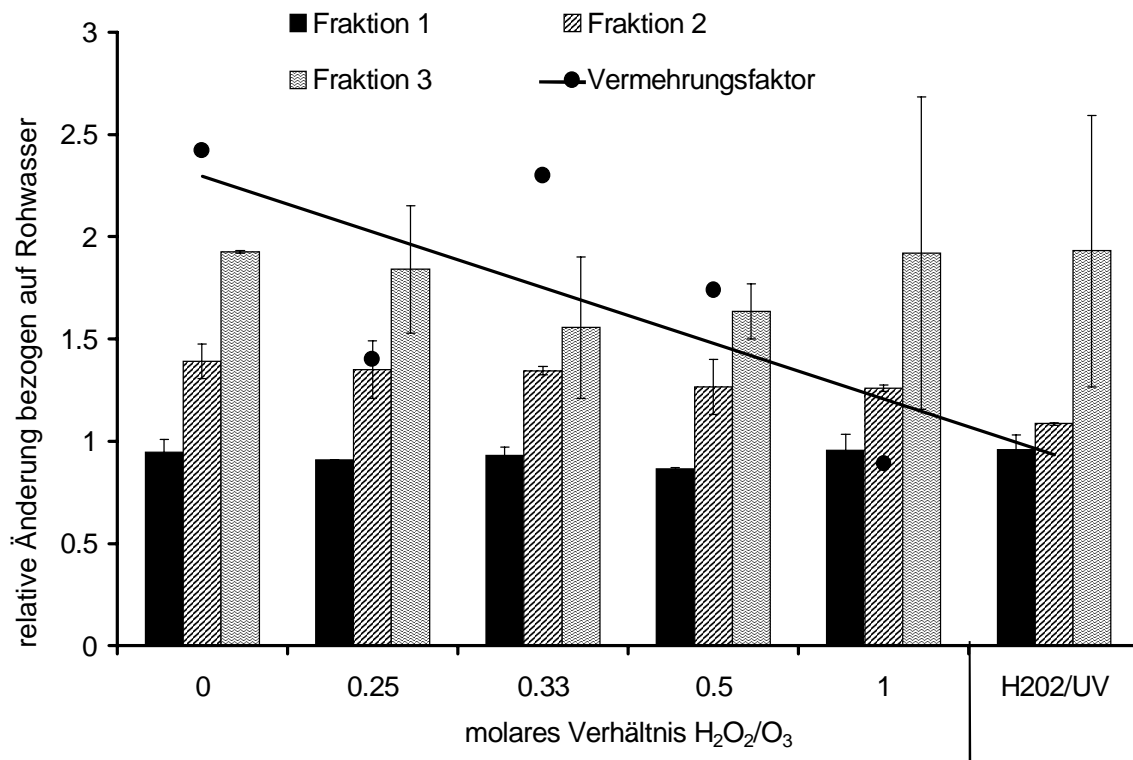 Fraktion 1 Fraktion 2
Fraktion 3 Vermehrungsfaktor
relative Änderung bezogen auf Rohwasser
3
2.5
2
1.5
1
0.5
0
0 0.25 0.33 0.5 1 H202/UV
molares Verhältnis H₂O₂/O₃